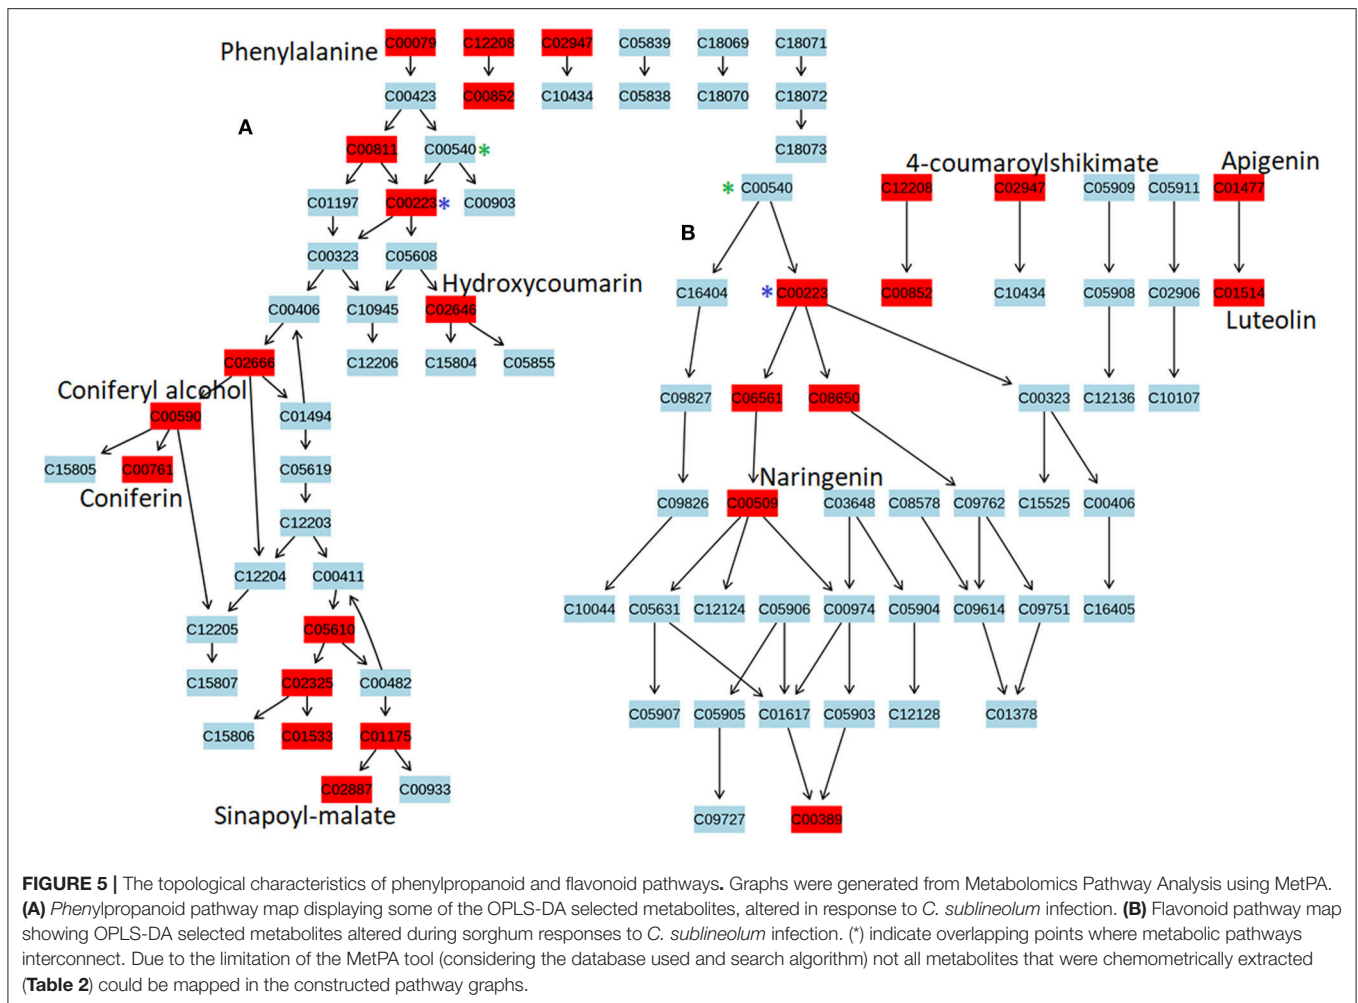 Phenylalanine C00079 C12208 C02947 C05839 C18069 C18071
C00423 C00852 C10434 C05838 C18070 C18072
A
C00811 C00540 * C18073
C01197 C00223 * C00903
C00323 C05608
Hydroxycoumarin
C00406 C10945 C02646
C02666 C12206 C15804 C05855
Coniferyl alcohol
C00590 C01494
C15805 C00761 C05619
Coniferin
C12203
C12204 C00411
C12205 C05610
C15807 C02325 C00482
C15806 C01533 C01175
C02887 C00933
Sinapoyl-malate
4-coumaroylshikimate Apigenin
* C00540 C12208 C02947 C05909 C05911 C01477
B
C16404 * C00223 C00852 C10434 C05908 C02906 C01514
Luteolin
C09827 C06561 C08650 C00323 C12136 C10107
Naringenin
C09826 C00509 C03648 C08578 C09762 C15525 C00406
C10044 C05631 C12124 C05906 C00974 C05904 C09614 C09751 C16405
C05907 C05905 C01617 C05903 C12128 C01378
C09727 C00389
FIGURE 5 | The topological characteristics of phenylpropanoid and flavonoid pathways. Graphs were generated from Metabolomics Pathway Analysis using MetPA.
(A) Phenylpropanoid pathway map displaying some of the OPLS-DA selected metabolites, altered in response to C. sublineolum infection. (B) Flavonoid pathway map
showing OPLS-DA selected metabolites altered during sorghum responses to C. sublineolum infection. (*) indicate overlapping points where metabolic pathways
interconnect. Due to the limitation of the MetPA tool (considering the database used and search algorithm) not all metabolites that were chemometrically extracted
(Table 2) could be mapped in the constructed pathway graphs.